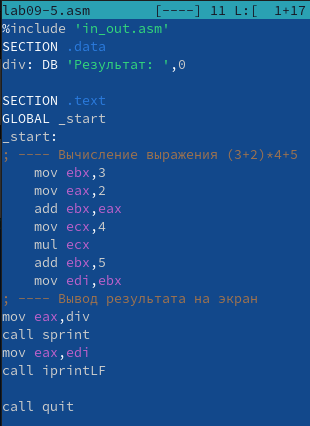 lab09-5.asm        [----] 11 L:[  1+17
%include 'in_out.asm'
SECTION .data
div: DB 'Результат: ',0
SECTION .text
GLOBAL _start
_start:
; ---- Вычисление выражения (3+2)*4+5
mov ebx,3
mov eax,2
add ebx,eax
mov ecx,4
mul ecx
add ebx,5
mov edi,ebx
; ---- Вывод результата на экран
mov eax,div
call sprint
mov eax,edi
call iprintLF
call quit